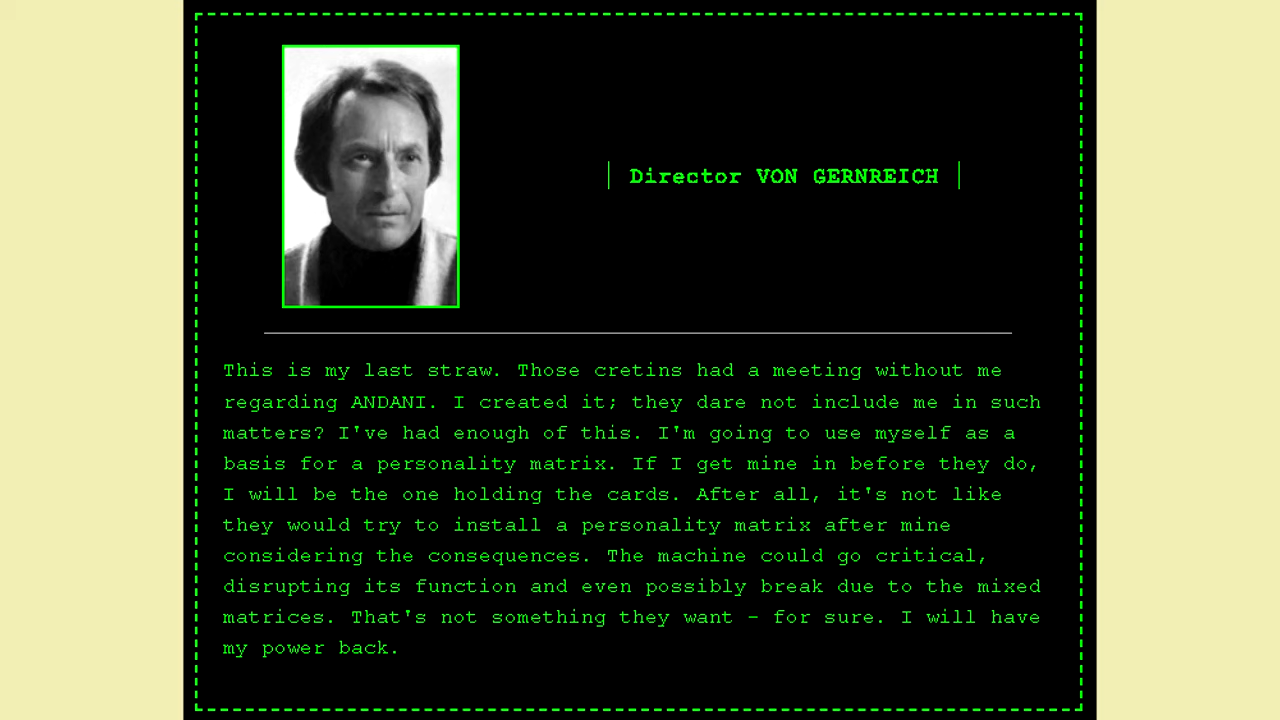 Director VON GERNREICH
This is my last straw. Those cretins had a meeting without me
regarding ANDANI. I created it; they dare not include me in such
matters? I've had enough of this. I'm going to use myself as a
basis for a personality matrix. If I get mine in before they do,
I will be the one holding the cards. After all, it's not like
they would try to install a personality matrix after mine
considering the consequences. The machine could go critical,
disrupting its function and even possibly break due to the mixed
matrices. That's not something they want – for sure. I will have
my power back.